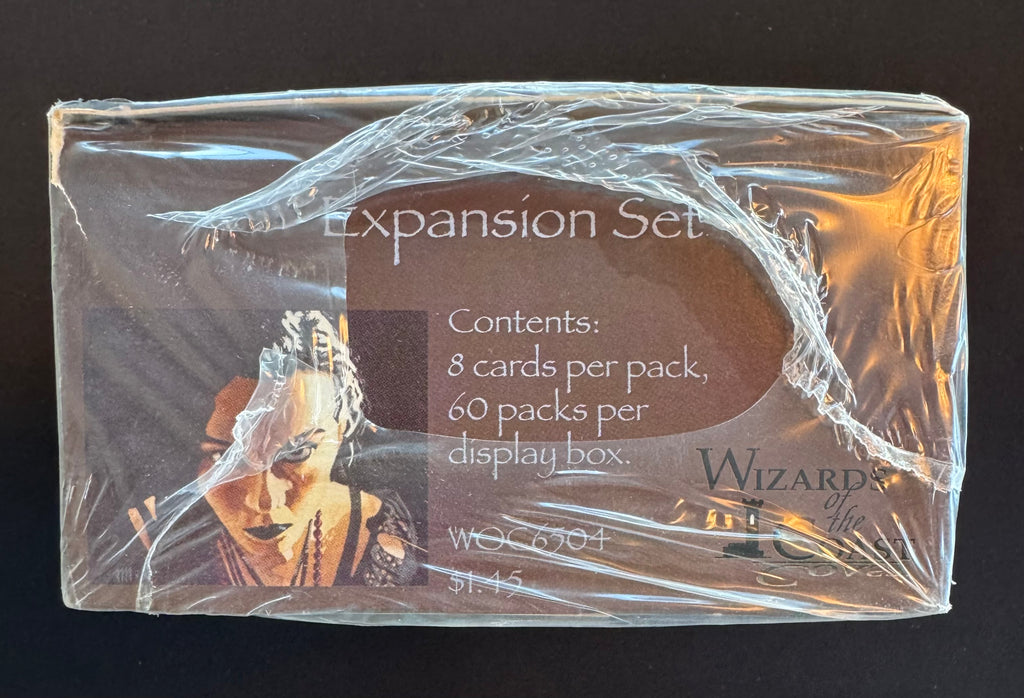 Expansion Set
Contents:
8 cards per pack,
60 packs per
display box.
WOC6504
$1.45
WIZARDS
of the
COAST